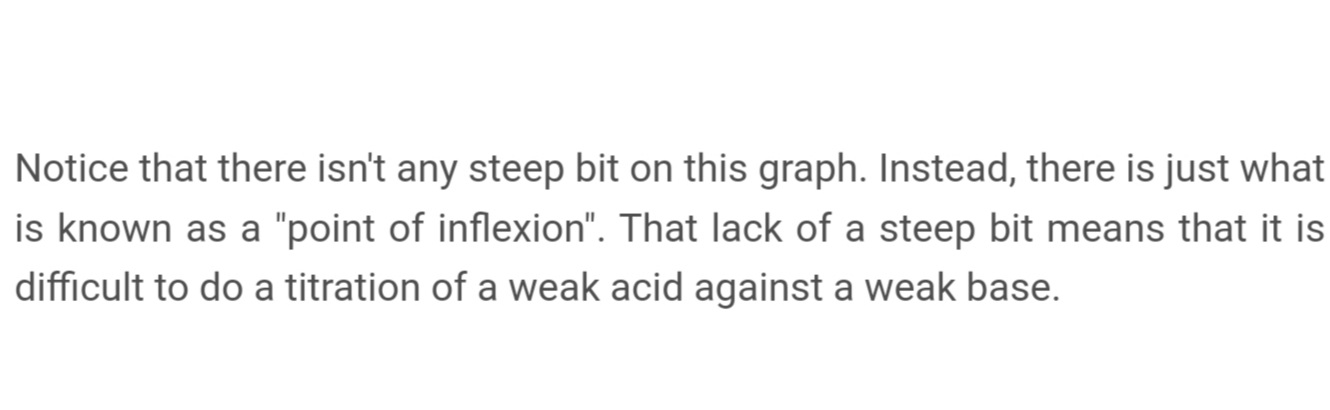 Notice that there isn't any steep bit on this graph. Instead, there is just what
is known as a "point of inflexion". That lack of a steep bit means that it is
difficult to do a titration of a weak acid against a weak base.